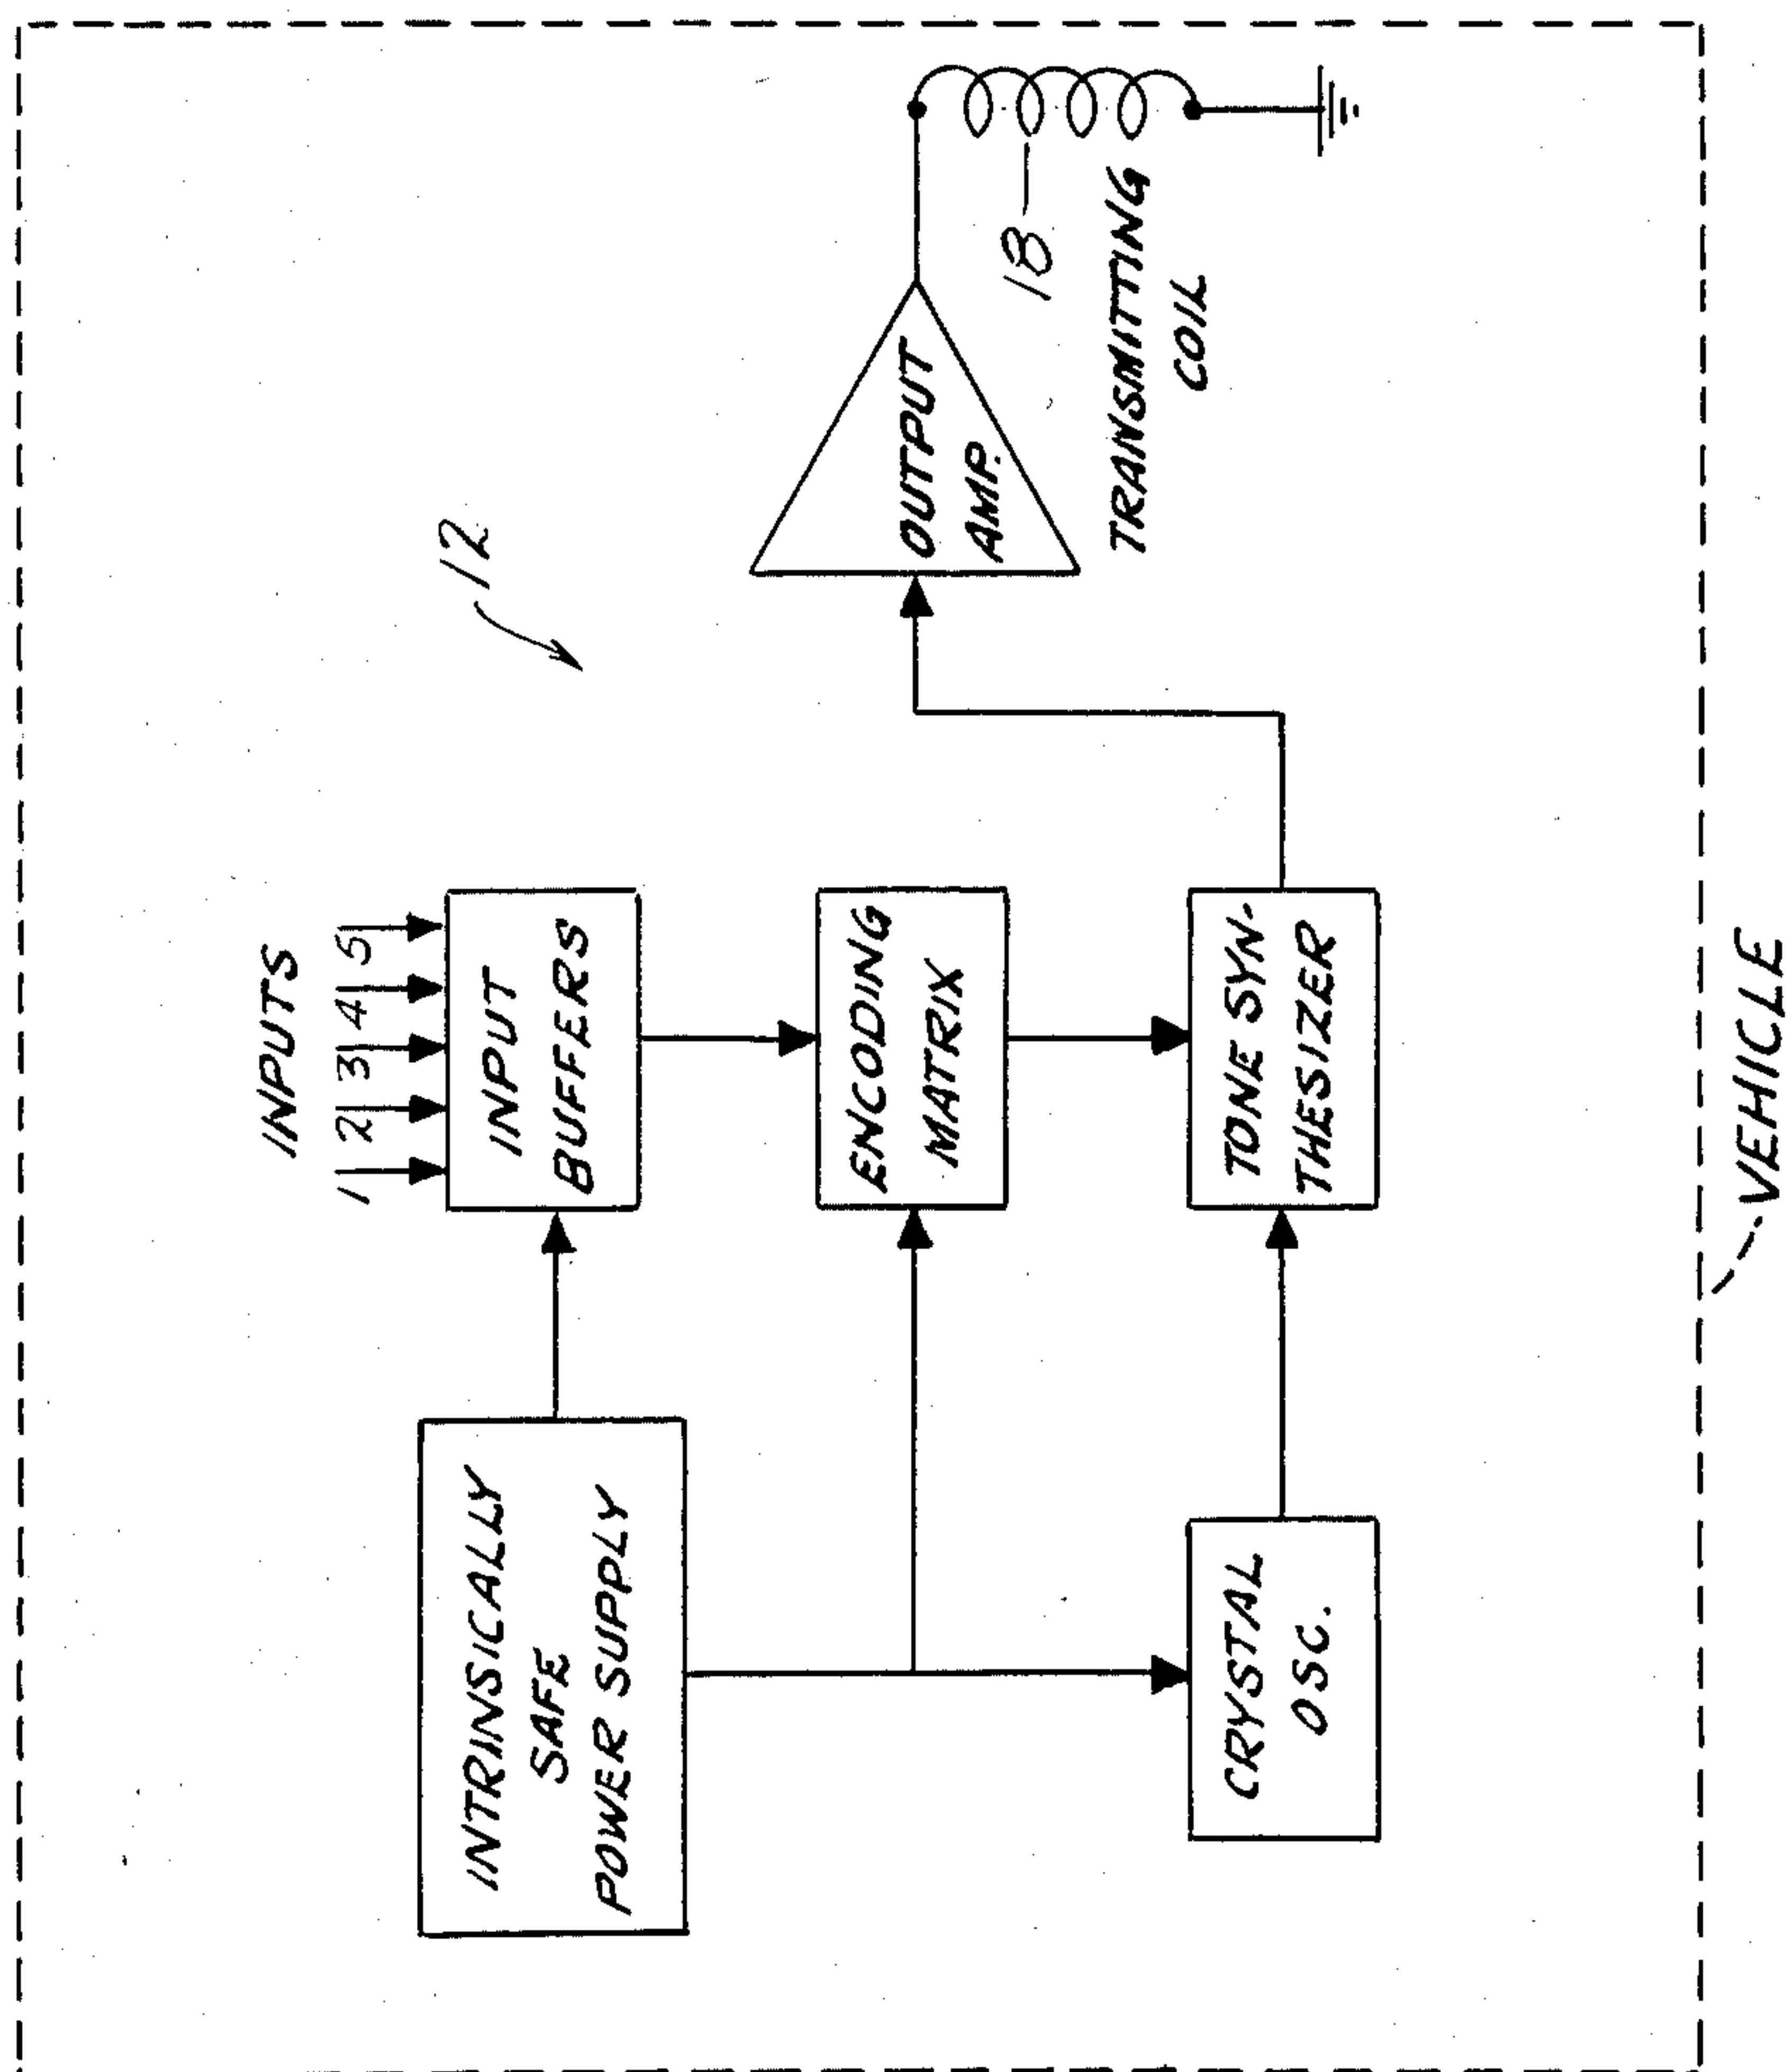 INPUTS
1 2 3 4 5
INTRINSICALLY
SAFE
POWER SUPPLY
INPUT
BUFFERS
12
ENCODING
MATRIX
OUTPUT
AMP.
18
TRANSMITTING
COIL
CRYSTAL
OSC.
TONE SYN-
THESIZER
VEHICLE